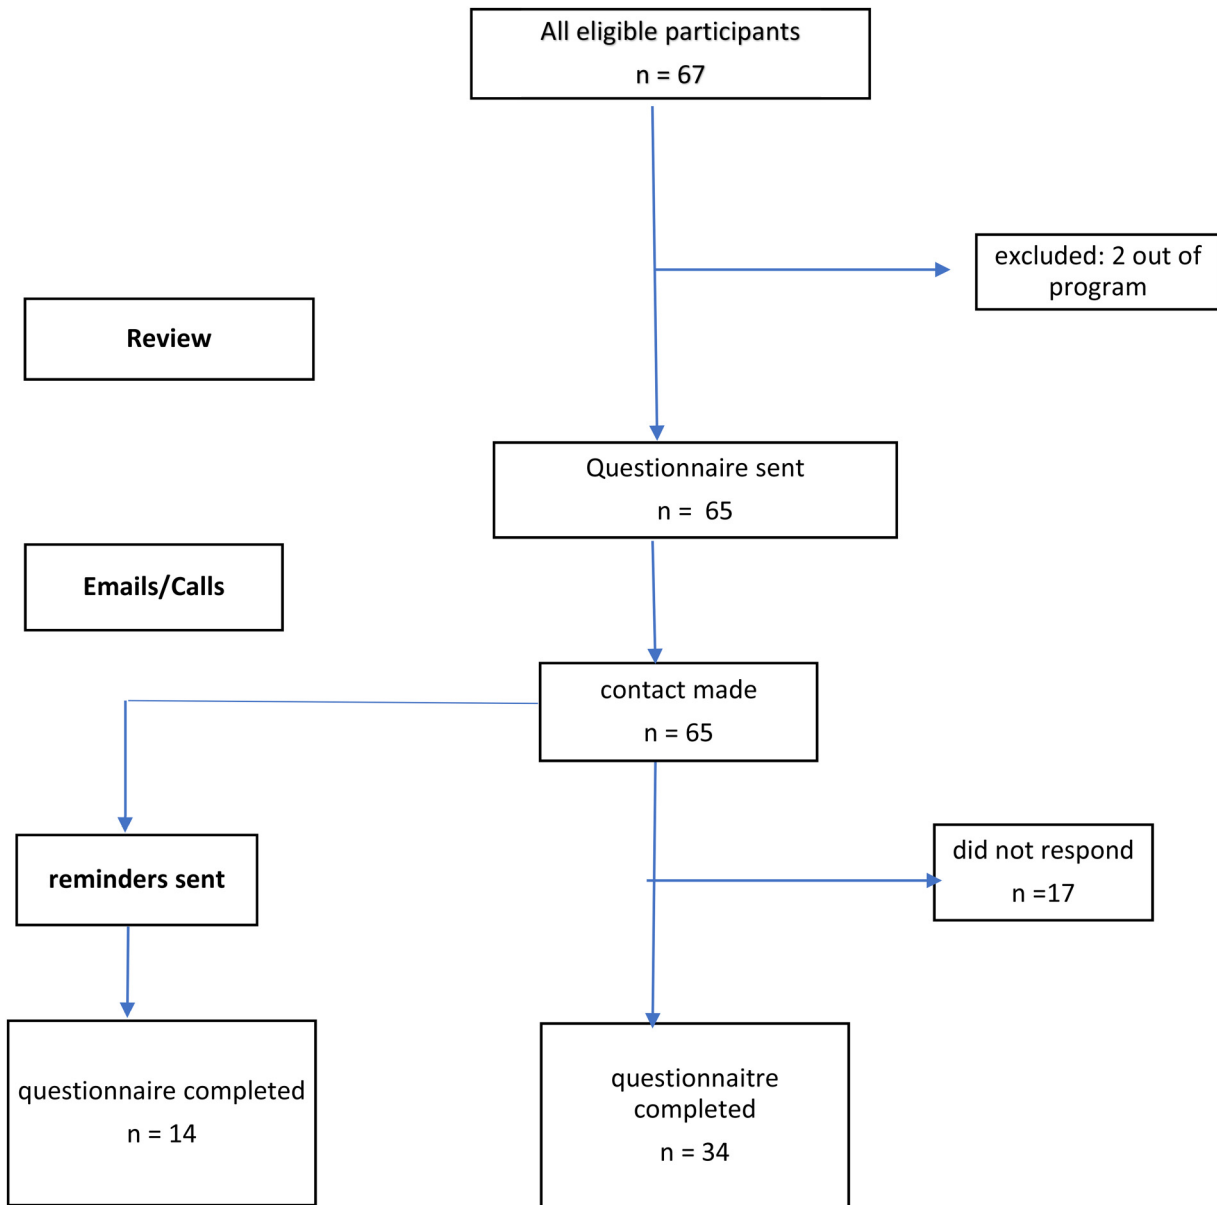 All eligible participants
n = 67
excluded: 2 out of
program
Review
Questionnaire sent
n =  65
Emails/Calls
contact made
n = 65
reminders sent
did not respond
n =17
questionnaire completed
n = 14
questionnaitre
completed
n = 34